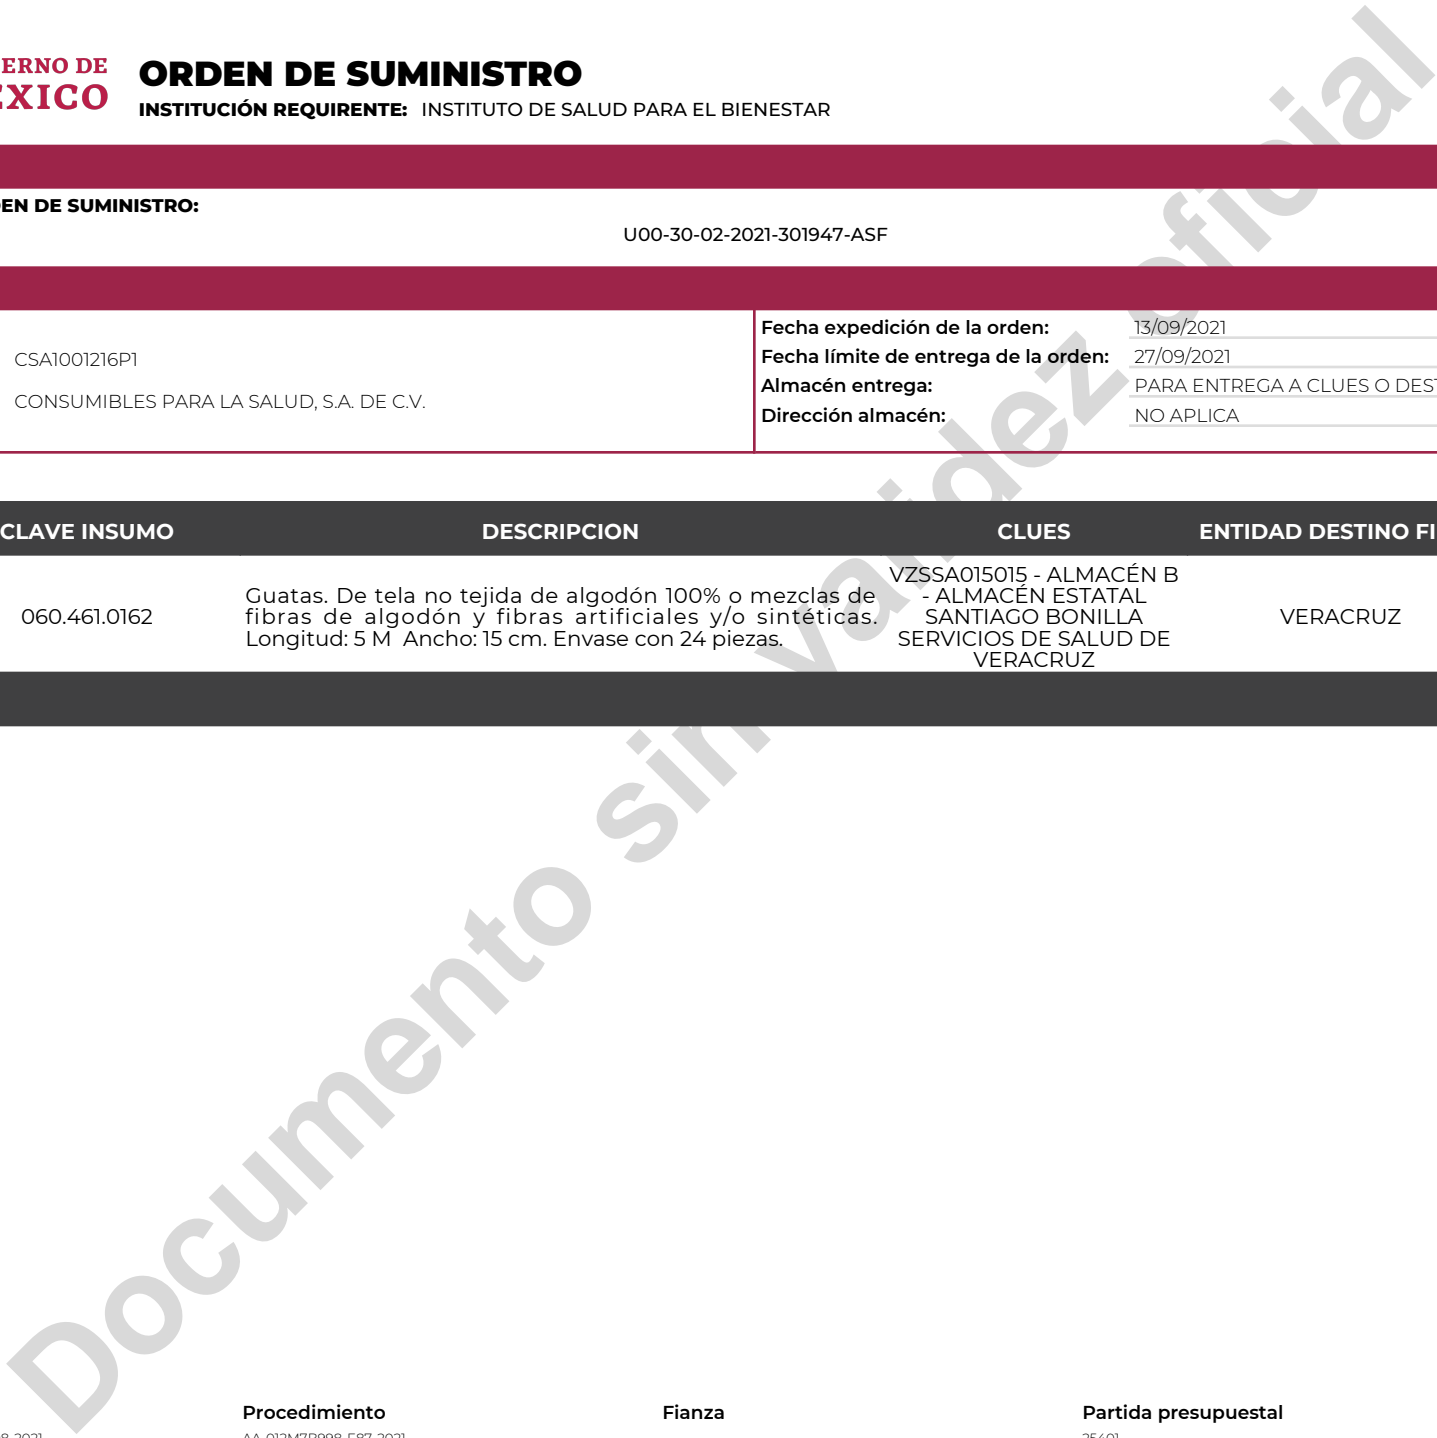 ERNO DE
EXICO
ORDEN DE SUMINISTRO
INSTITUCIÓN REQUIRENTE: INSTITUTO DE SALUD PARA EL BIENESTAR
EN DE SUMINISTRO:
U00-30-02-2021-301947-ASF
CSA1001216P1
CONSUMIBLES PARA LA SALUD, S.A. DE C.V.
Fecha expedición de la orden: 13/09/2021
Fecha límite de entrega de la orden: 27/09/2021
Almacén entrega: PARA ENTREGA A CLUES O DEST
Dirección almacén: NO APLICA
CLAVE INSUMO DESCRIPCION CLUES ENTIDAD DESTINO FI
060.461.0162
Guatas. De tela no tejida de algodón 100% o mezclas de
fibras de algodón y fibras artificiales y/o sintéticas.
Longitud: 5 M Ancho: 15 cm. Envase con 24 piezas.
VZSSA015015 - ALMACÉN B
- ALMACÉN ESTATAL
SANTIAGO BONILLA
SERVICIOS DE SALUD DE
VERACRUZ
VERACRUZ
Documento sin validez oficial
Procedimiento Fianza Partida presupuestal